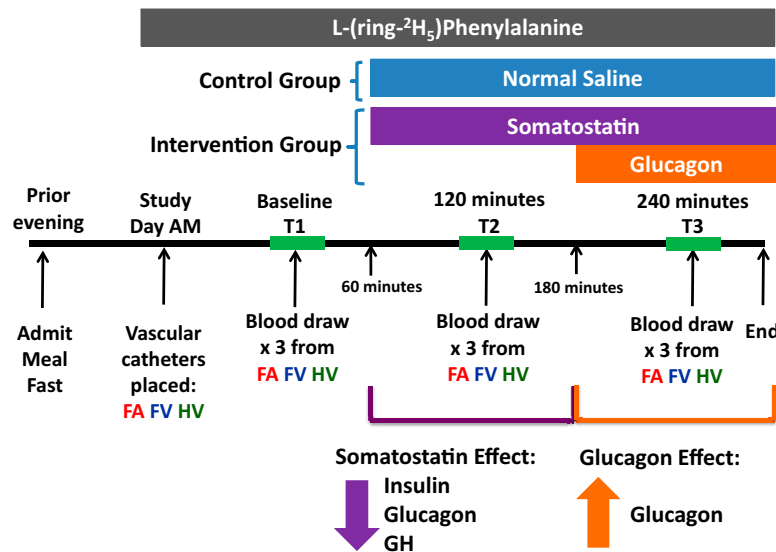 L-(ring-²H₅)Phenylalanine
Control Group
Normal Saline
Intervention Group
Somatostatin
Glucagon
Prior evening
Study Day AM
Baseline T1
120 minutes T2
240 minutes T3
60 minutes
180 minutes
Admit
Meal
Fast
Vascular
catheters
placed:
FA FV HV
Blood draw
x 3 from
FA FV HV
Blood draw
x 3 from
FA FV HV
Blood draw
x 3 from
FA FV HV
End
Somatostatin Effect:
Insulin
Glucagon
GH
Glucagon Effect:
Glucagon